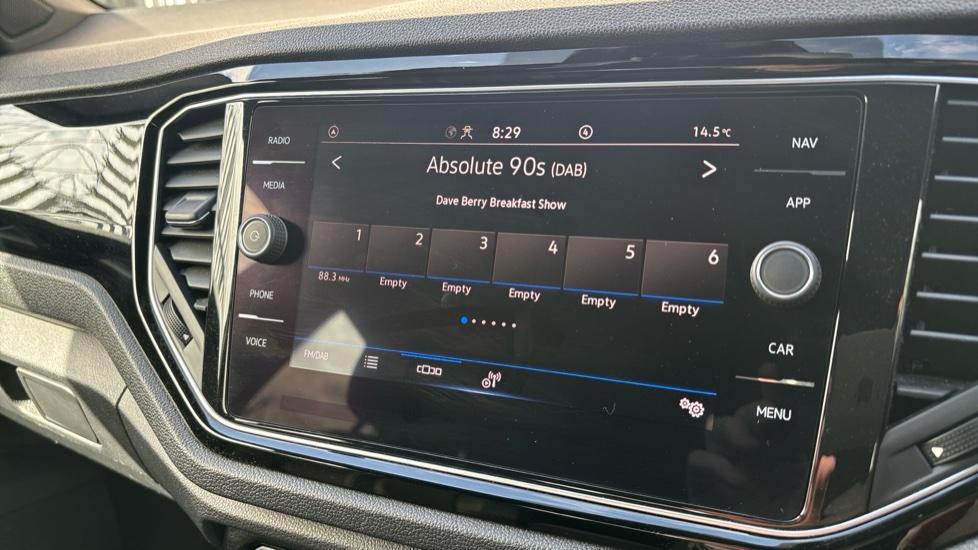 RADIO
MEDIA
PHONE
VOICE
8:29
4
14.5°C
< Absolute 90s (DAB) >
Dave Berry Breakfast Show
1 2 3 4 5 6
88.3 MHz Empty Empty Empty Empty Empty
FM/DAB
NAV
APP
CAR
MENU